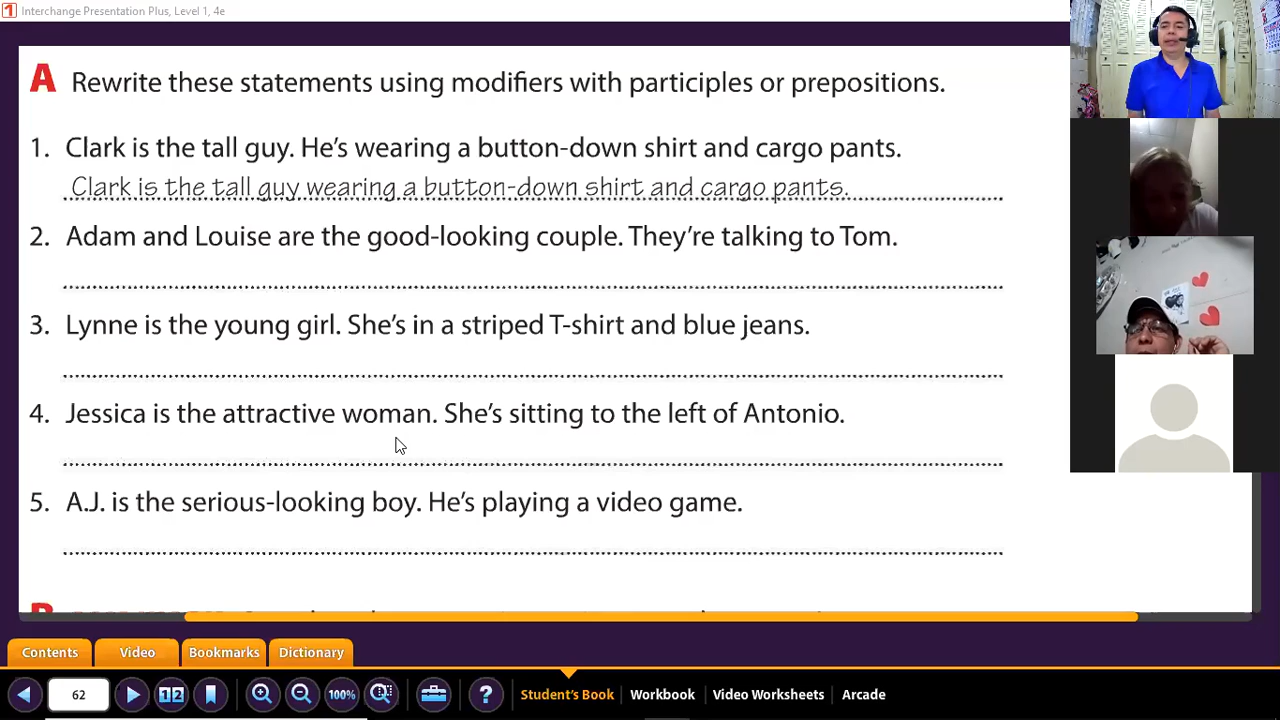 Interchange Presentation Plus, Level 1, 4e
A Rewrite these statements using modifiers with participles or prepositions.
1. Clark is the tall guy. He's wearing a button-down shirt and cargo pants.
Clark is the tall guy wearing a button-down shirt and cargo pants.
2. Adam and Louise are the good-looking couple. They're talking to Tom.
3. Lynne is the young girl. She's in a striped T-shirt and blue jeans.
4. Jessica is the attractive woman. She's sitting to the left of Antonio.
5. A.J. is the serious-looking boy. He's playing a video game.
Contents Video Bookmarks Dictionary
62 1 2 100% ? Student's Book Workbook Video Worksheets Arcade